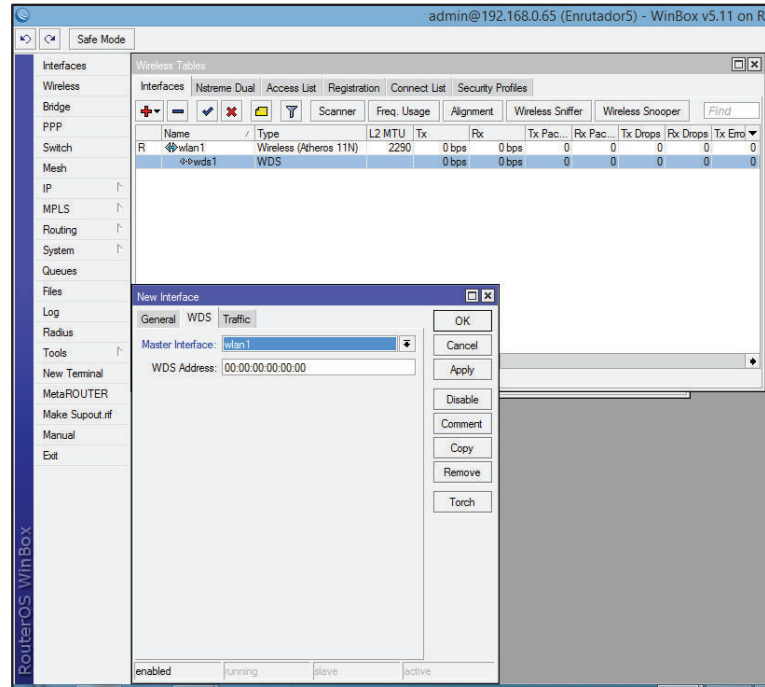 admin@192.168.0.65 (Enrutador5) - WinBox v5.11 on R
Safe Mode
Interfaces
Wireless
Bridge
PPP
Switch
Mesh
IP
MPLS
Routing
System
Queues
Files
Log
Radius
Tools
New Terminal
MetaROUTER
Make Supout.rif
Manual
Exit
RouterOS WinBox
Wireless Tables
Interfaces Nstreme Dual Access List Registration Connect List Security Profiles
Scanner Freq. Usage Alignment Wireless Sniffer Wireless Snooper Find
Name / Type L2 MTU Tx Rx Tx Pac... Rx Pac... Tx Drops Rx Drops Tx Erro
R wlan1 Wireless (Atheros 11N) 2290 0 bps 0 bps 0 0 0 0 0
wds1 WDS 0 bps 0 bps 0 0 0 0 0
New Interface
General WDS Traffic
Master Interface: wlan1
WDS Address: 00:00:00:00:00:00
OK
Cancel
Apply
Disable
Comment
Copy
Remove
Torch
enabled running slave active